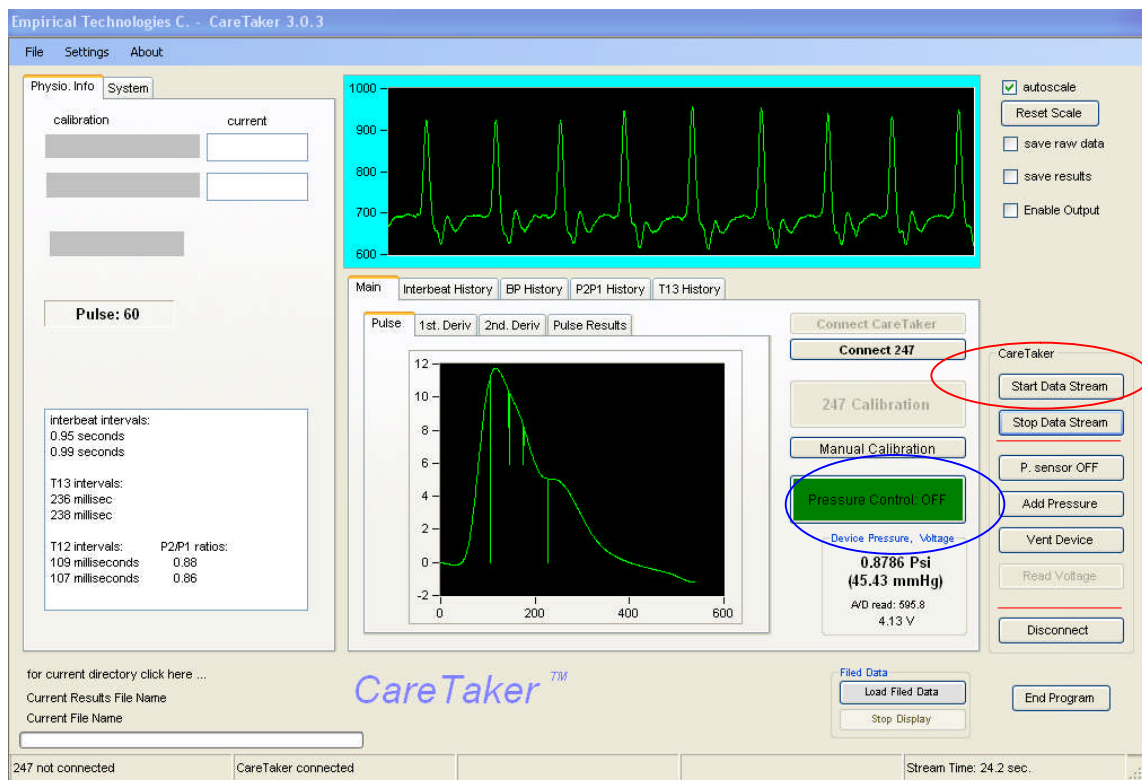 Empirical Technologies C. - CareTaker 3.0.3
File Settings About
Physio. Info System
calibration current
Pulse: 60
interbeat intervals:
0.95 seconds
0.99 seconds
T13 intervals:
236 millisec
238 millisec
T12 intervals: P2/P1 ratios:
109 milliseconds 0.88
107 milliseconds 0.86
1000
900
800
700
600
autoscale
Reset Scale
save raw data
save results
Enable Output
Main Interbeat History BP History P2P1 History T13 History
Pulse 1st. Deriv 2nd. Deriv Pulse Results
12
10
8
6
4
2
0
-2
0 200 400 600
Connect CareTaker
Connect 247
247 Calibration
Manual Calibration
Pressure Control: OFF
Device Pressure, Voltage
0.8786 Psi
(45.43 mmHg)
A/D read: 595.8
4.13 V
CareTaker
Start Data Stream
Stop Data Stream
P. sensor OFF
Add Pressure
Vent Device
Read Voltage
Disconnect
for current directory click here ...
Current Results File Name
Current File Name
CareTaker TM
Filed Data
Load Filed Data
Stop Display
End Program
247 not connected CareTaker connected Stream Time: 24.2 sec.